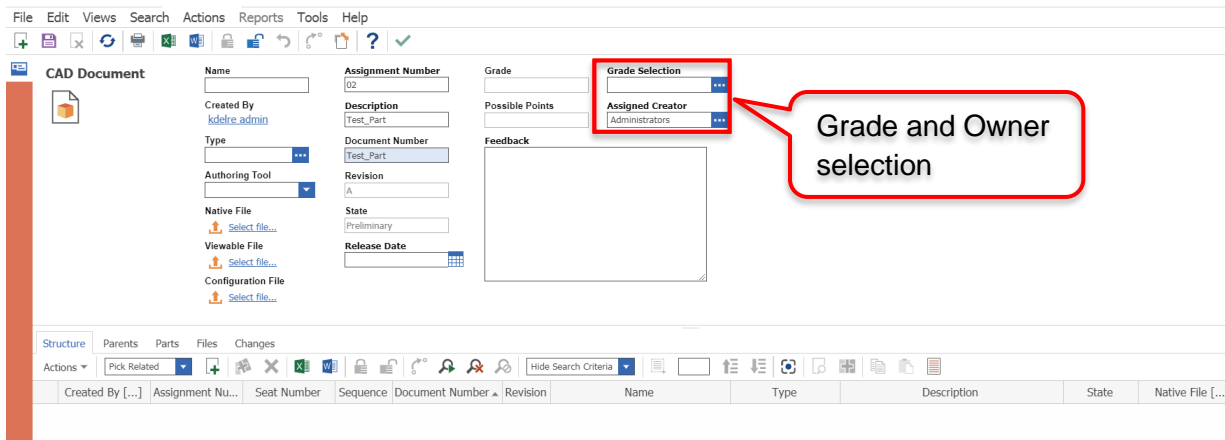 File Edit Views Search Actions Reports Tools Help
CAD Document
Name
Assignment Number
Grade
Grade Selection
02
Created By
Description
Possible Points
Assigned Creator
kdelre admin
Test_Part
Administrators
Type
Document Number
Feedback
Test_Part
Authoring Tool
Revision
A
Native File
State
Select file...
Preliminary
Viewable File
Release Date
Select file...
Configuration File
Select file...
Grade and Owner
selection
Structure Parents Parts Files Changes
Actions Pick Related Hide Search Criteria
Created By [...] Assignment Nu... Seat Number Sequence Document Number Revision Name Type Description State Native File [...